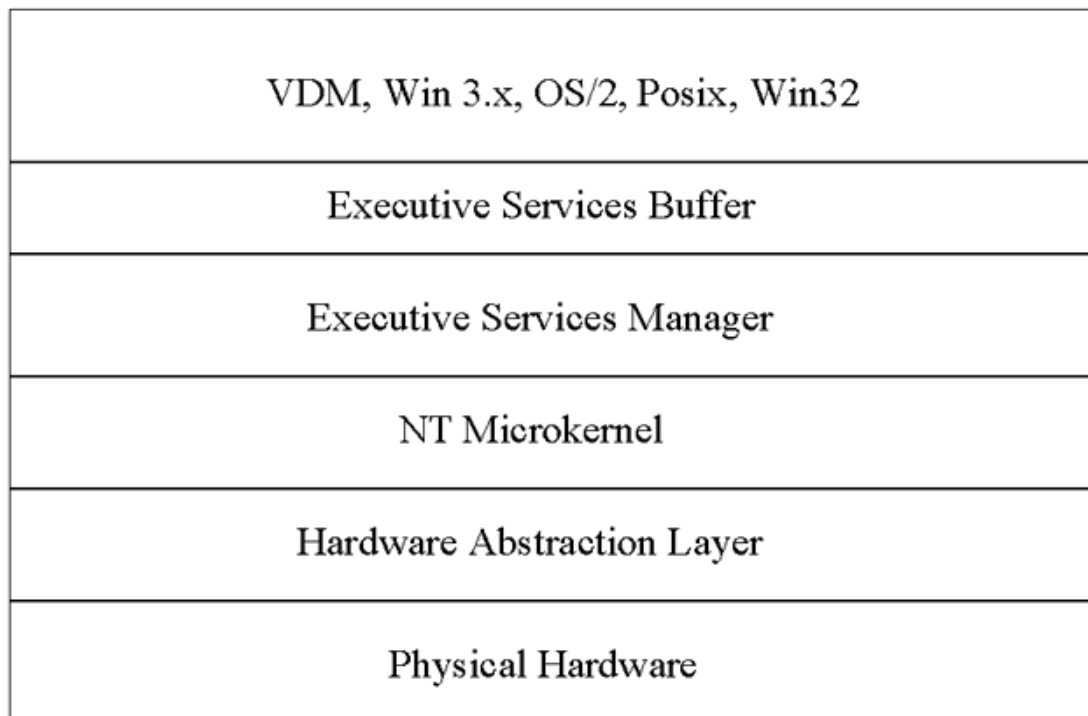 VDM, Win 3.x, OS/2, Posix, Win32
Executive Services Buffer
Executive Services Manager
NT Microkernel
Hardware Abstraction Layer
Physical Hardware